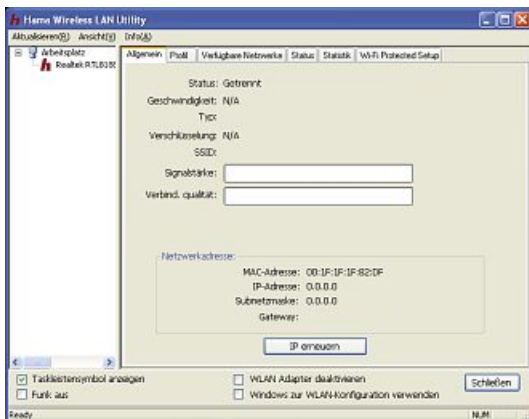 Hama Wireless LAN Utility
Aktualisieren(R) Ansicht(V) Info(A)
Arbeitsplatz
Realtek RTL8188
Allgemein Profil Verfügbare Netzwerke Status Statistik Wi-Fi Protected Setup
Status: Getrennt
Geschwindigkeit: N/A
Typ:
Verschlüsselung: N/A
SSID:
Signalstärke:
Verbind. qualität:
Netzwerkadresse:
MAC-Adresse: 00:1F:1F:1F:82:DF
IP-Adresse: 0.0.0.0
Subnetzmaske: 0.0.0.0
Gateway:
IP erneuern
Taskleistensymbol anzeigen
WLAN Adapter deaktivieren
Funk aus
Windows zur WLAN-Konfiguration verwenden
Schließen
Ready NUM